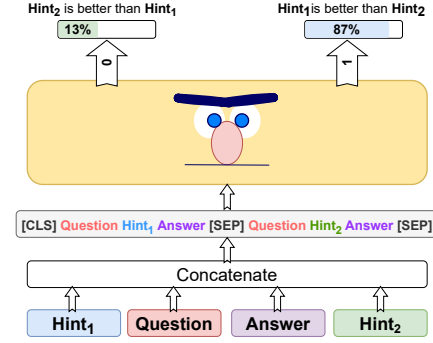 Hint2 is better than Hint1
Hint1 is better than Hint2
13%
87%
0
1
[CLS] Question Hint1 Answer [SEP] Question Hint2 Answer [SEP]
Concatenate
Hint1
Question
Answer
Hint2